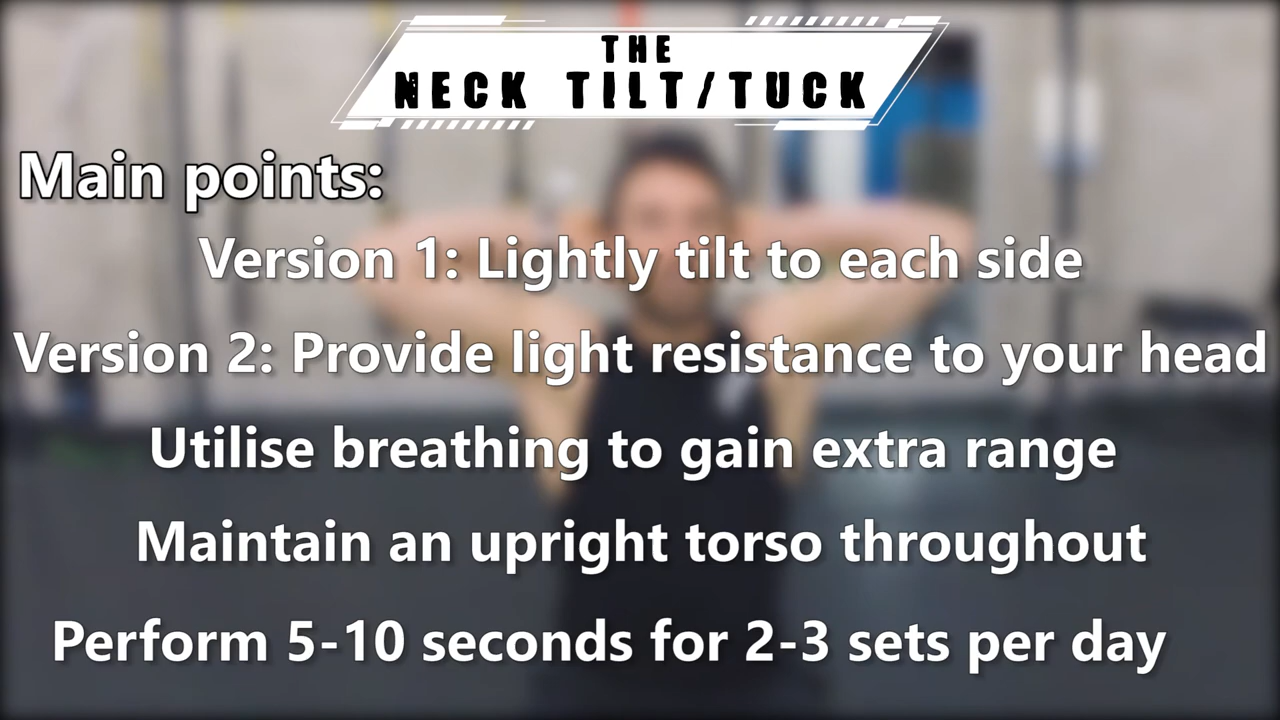 THE
NECK TILT/TUCK
Main points:
Version 1: Lightly tilt to each side
Version 2: Provide light resistance to your head
Utilise breathing to gain extra range
Maintain an upright torso throughout
Perform 5-10 seconds for 2-3 sets per day